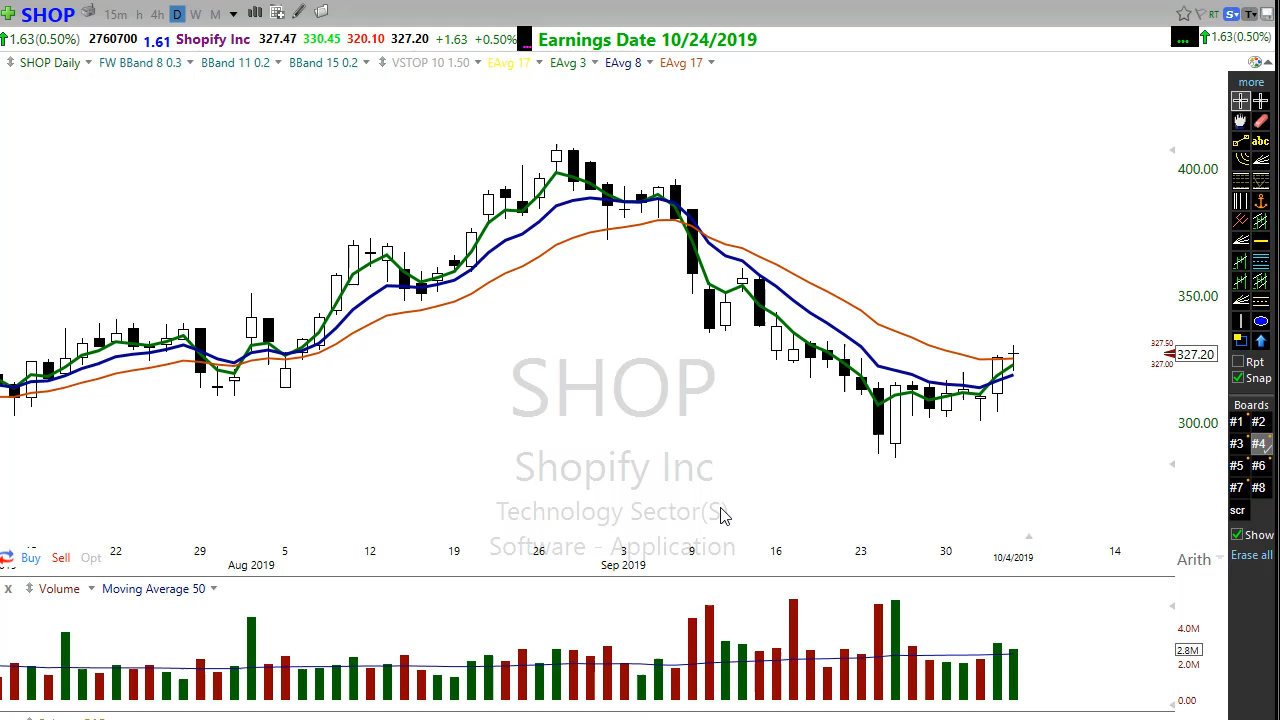 SHOP 15m h 4h D W M RT S T
1.63(0.50%) 2760700 1.61 Shopify Inc 327.47 330.45 320.10 327.20 +1.63 +0.50% ... Earnings Date 10/24/2019 ... 1.63(0.50%)
SHOP Daily FW BBand 8 0.3 BBand 11 0.2 BBand 15 0.2 VSTOP 10 1.50 EAvg 17 EAvg 3 EAvg 8 EAvg 17
more
abc
400.00
350.00
327.50
327.20
327.00
300.00
Rpt
Snap
Boards
#1 #2
#3 #4
#5 #6
#7 #8
scr
Show
Erase all
SHOP
Shopify Inc
Technology Sector(S)
Software - Application
22 29 5 12 19 26 3 9 16 23 30 10/4/2019 14
Buy Sell Opt
Aug 2019 Sep 2019
Arith
X Volume Moving Average 50
4.0M
2.8M
2.0M
0.00